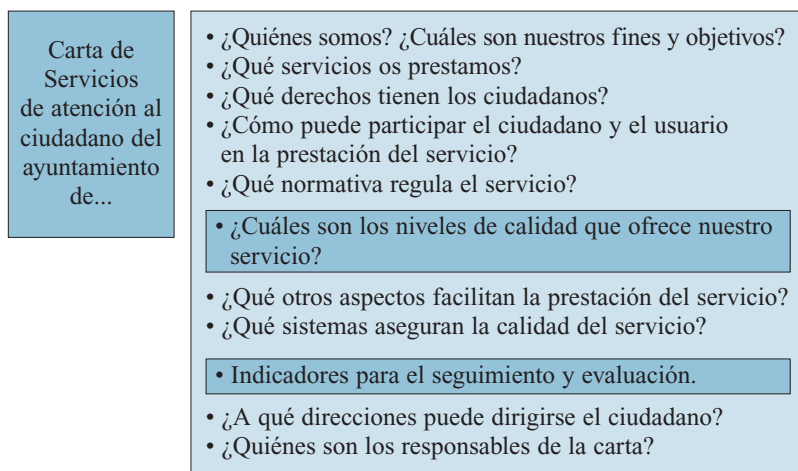 Carta de
Servicios
de atención al
ciudadano del
ayuntamiento
de...
• ¿Quiénes somos? ¿Cuáles son nuestros fines y objetivos?
• ¿Qué servicios os prestamos?
• ¿Qué derechos tienen los ciudadanos?
• ¿Cómo puede participar el ciudadano y el usuario
en la prestación del servicio?
• ¿Qué normativa regula el servicio?
• ¿Cuáles son los niveles de calidad que ofrece nuestro
servicio?
• ¿Qué otros aspectos facilitan la prestación del servicio?
• ¿Qué sistemas aseguran la calidad del servicio?
• Indicadores para el seguimiento y evaluación.
• ¿A qué direcciones puede dirigirse el ciudadano?
• ¿Quiénes son los responsables de la carta?